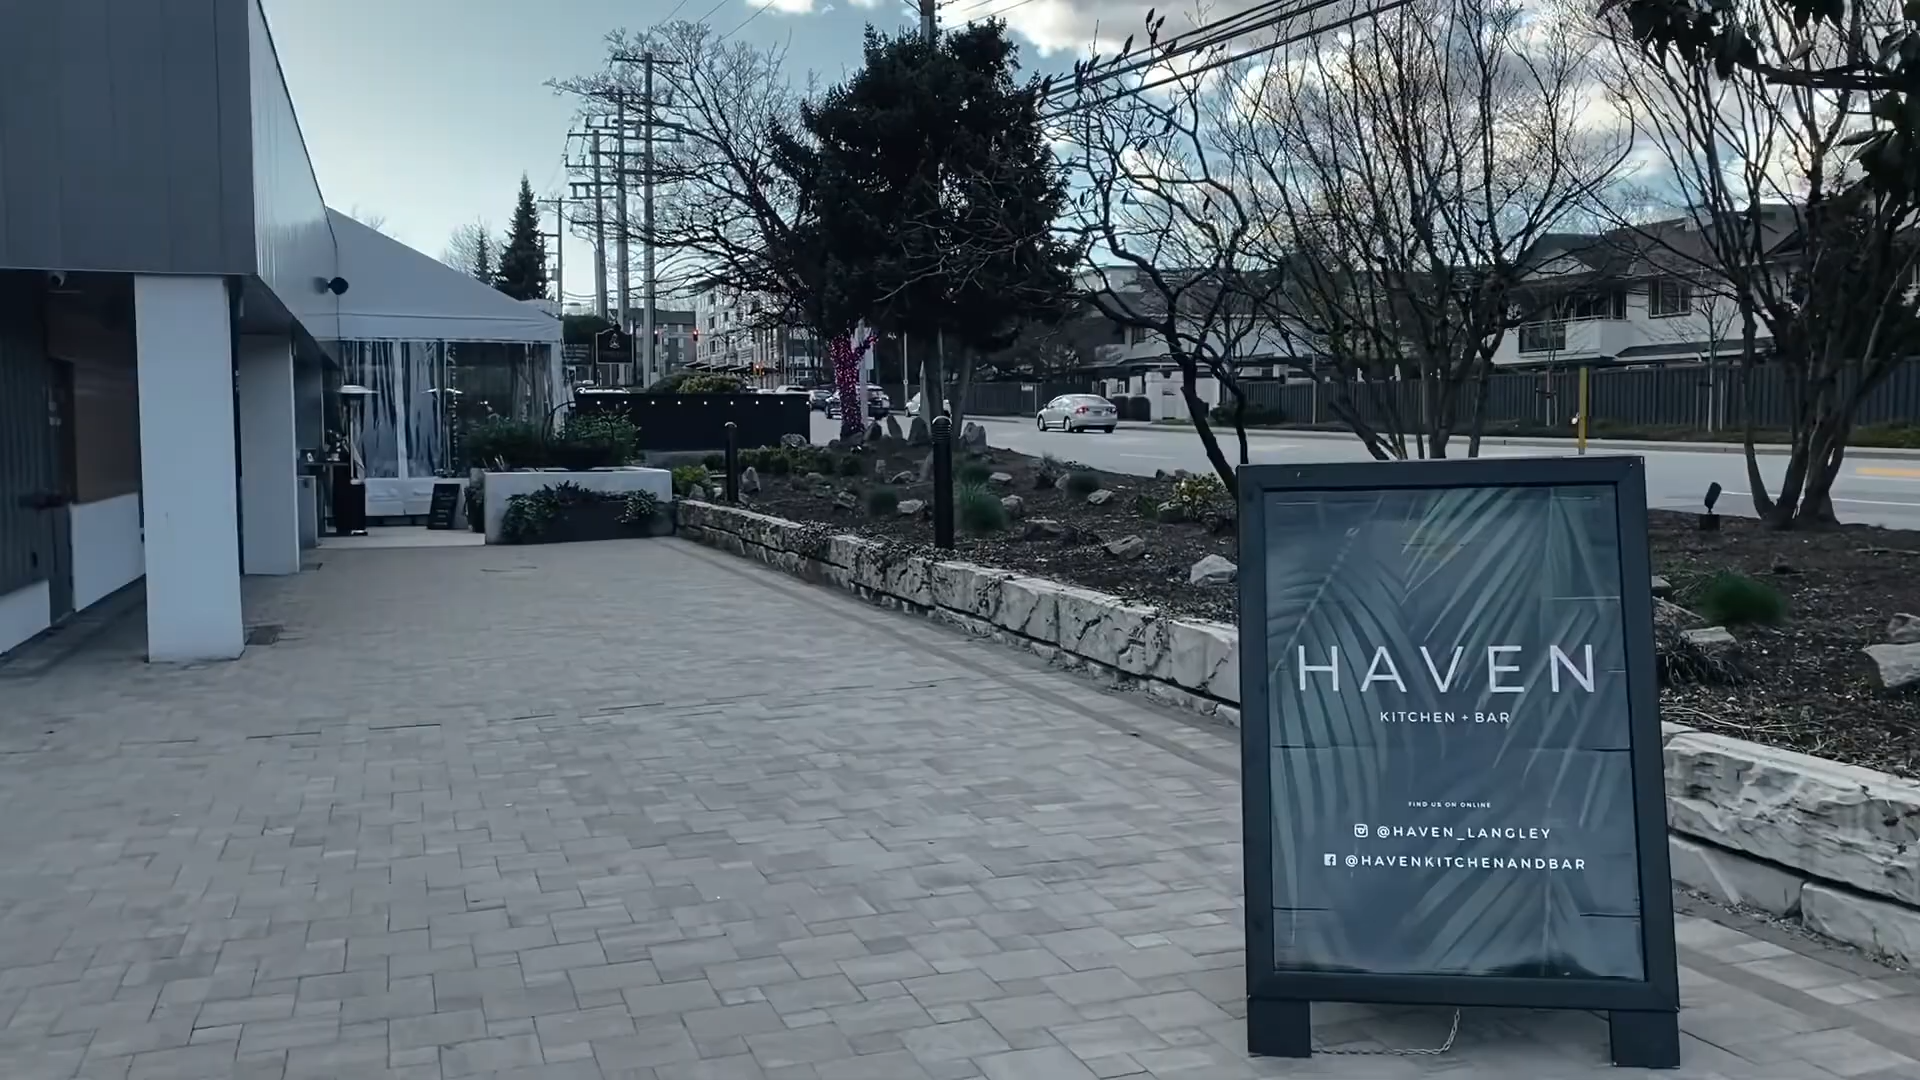 HAVEN
KITCHEN + BAR
FIND US ON ONLINE
@HAVEN_LANGLEY
@HAVENKITCHENANDBAR